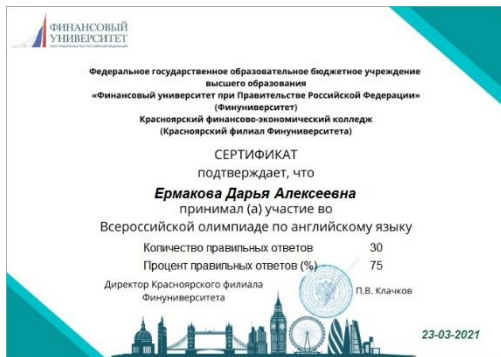 ФИНАНСОВЫЙ
УНИВЕРСИТЕТ
Федеральное государственное образовательное бюджетное учреждение
высшего образования
«Финансовый университет при Правительстве Российской Федерации»
(Финуниверситет)
Красноярский финансово-экономический колледж
(Красноярский филиал Финуниверситета)
СЕРТИФИКАТ
подтверждает, что
Ермакова Дарья Алексеевна
принимал (а) участие во
Всероссийской олимпиаде по английскому языку
Количество правильных ответов 30
Процент правильных ответов (%) 75
Директор Красноярского филиала
Финуниверситета
П.В. Клачков
23-03-2021